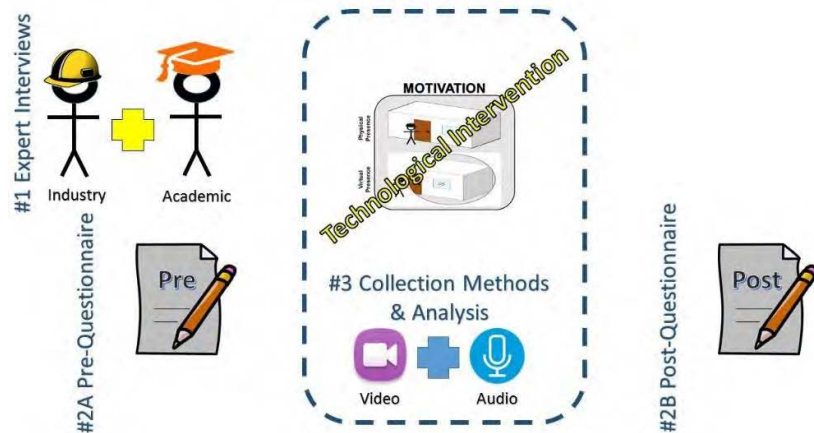 #1 Expert Interviews
Industry
Academic
#2A Pre-Questionnaire
Pre
MOTIVATION
Physical
Presence
Virtual
Presence
Technological Intervention
#3 Collection Methods
& Analysis
Video
Audio
#2B Post-Questionnaire
Post